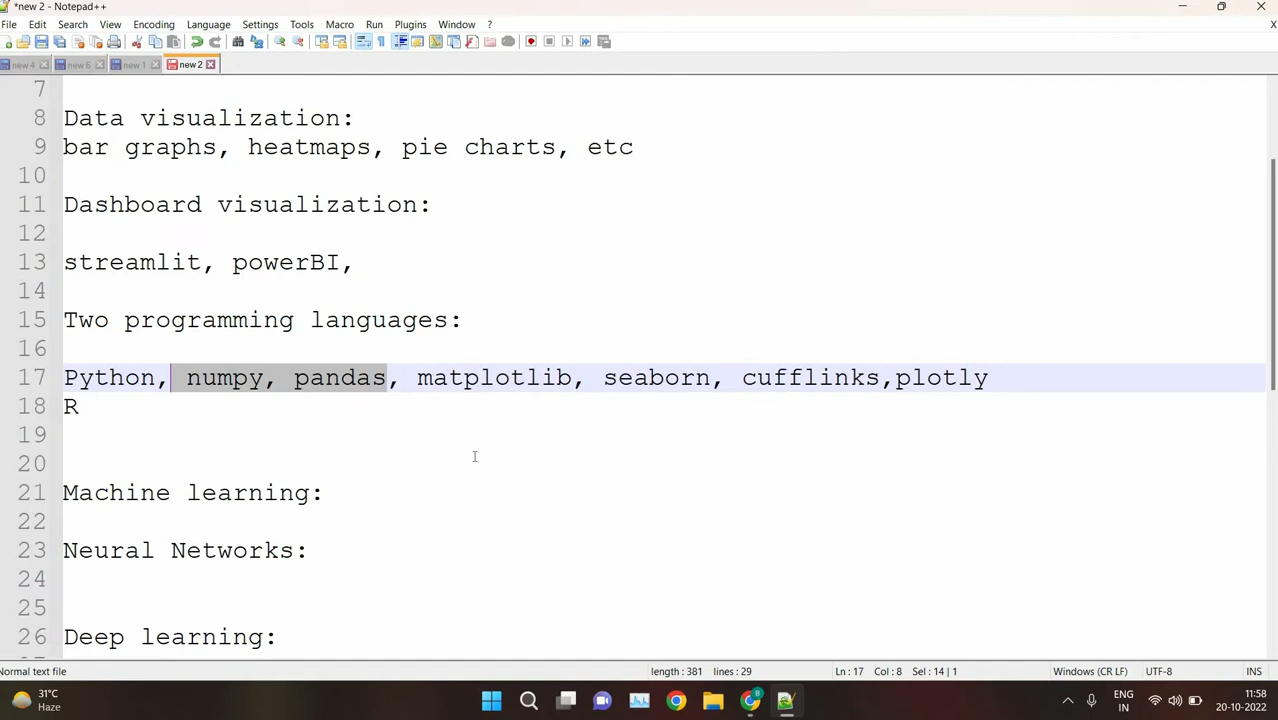 *new 2 - Notepad++
File Edit Search View Encoding Language Settings Tools Macro Run Plugins Window ?
new 4 new 6 new 1 new 2
7
8 Data visualization:
9 bar graphs, heatmaps, pie charts, etc
10
11 Dashboard visualization:
12
13 streamlit, powerBI,
14
15 Two programming languages:
16
17 Python, numpy, pandas, matplotlib, seaborn, cufflinks,plotly
18 R
19
20
21 Machine learning:
22
23 Neural Networks:
24
25
26 Deep learning:
Normal text file length : 381 lines : 29 Ln : 17 Col : 8 Sel : 14 | 1 Windows (CR LF) UTF-8 INS
31°C
Haze
ENG
IN
11:58
20-10-2022